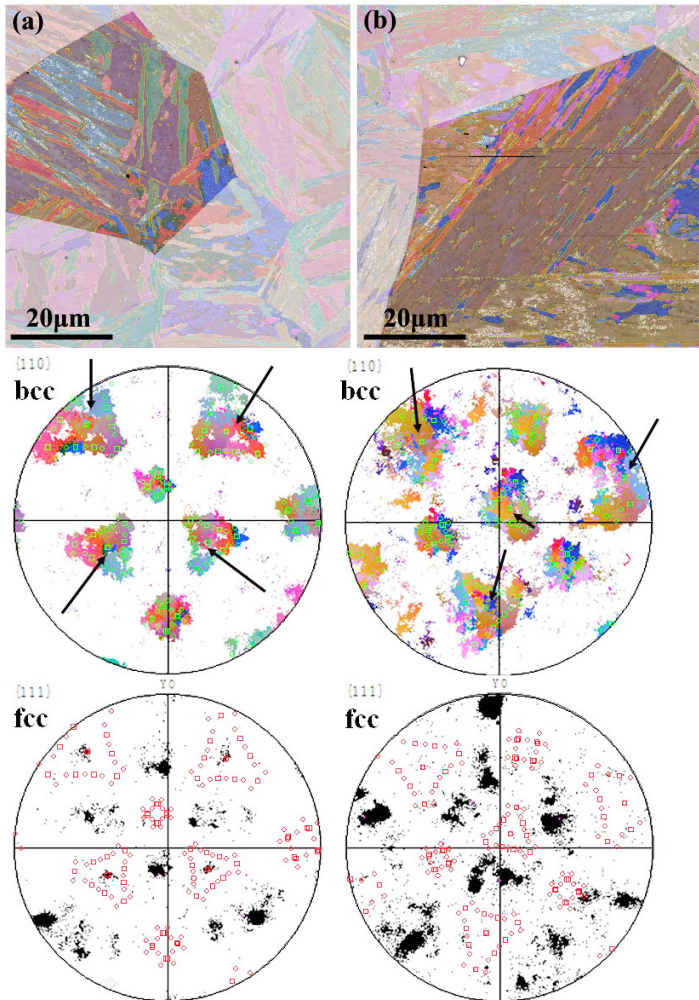 (a)
(b)
20μm
20μm
{110}
bcc
{110}
bcc
{111}
Y0
fcc
{111}
Y0
fcc